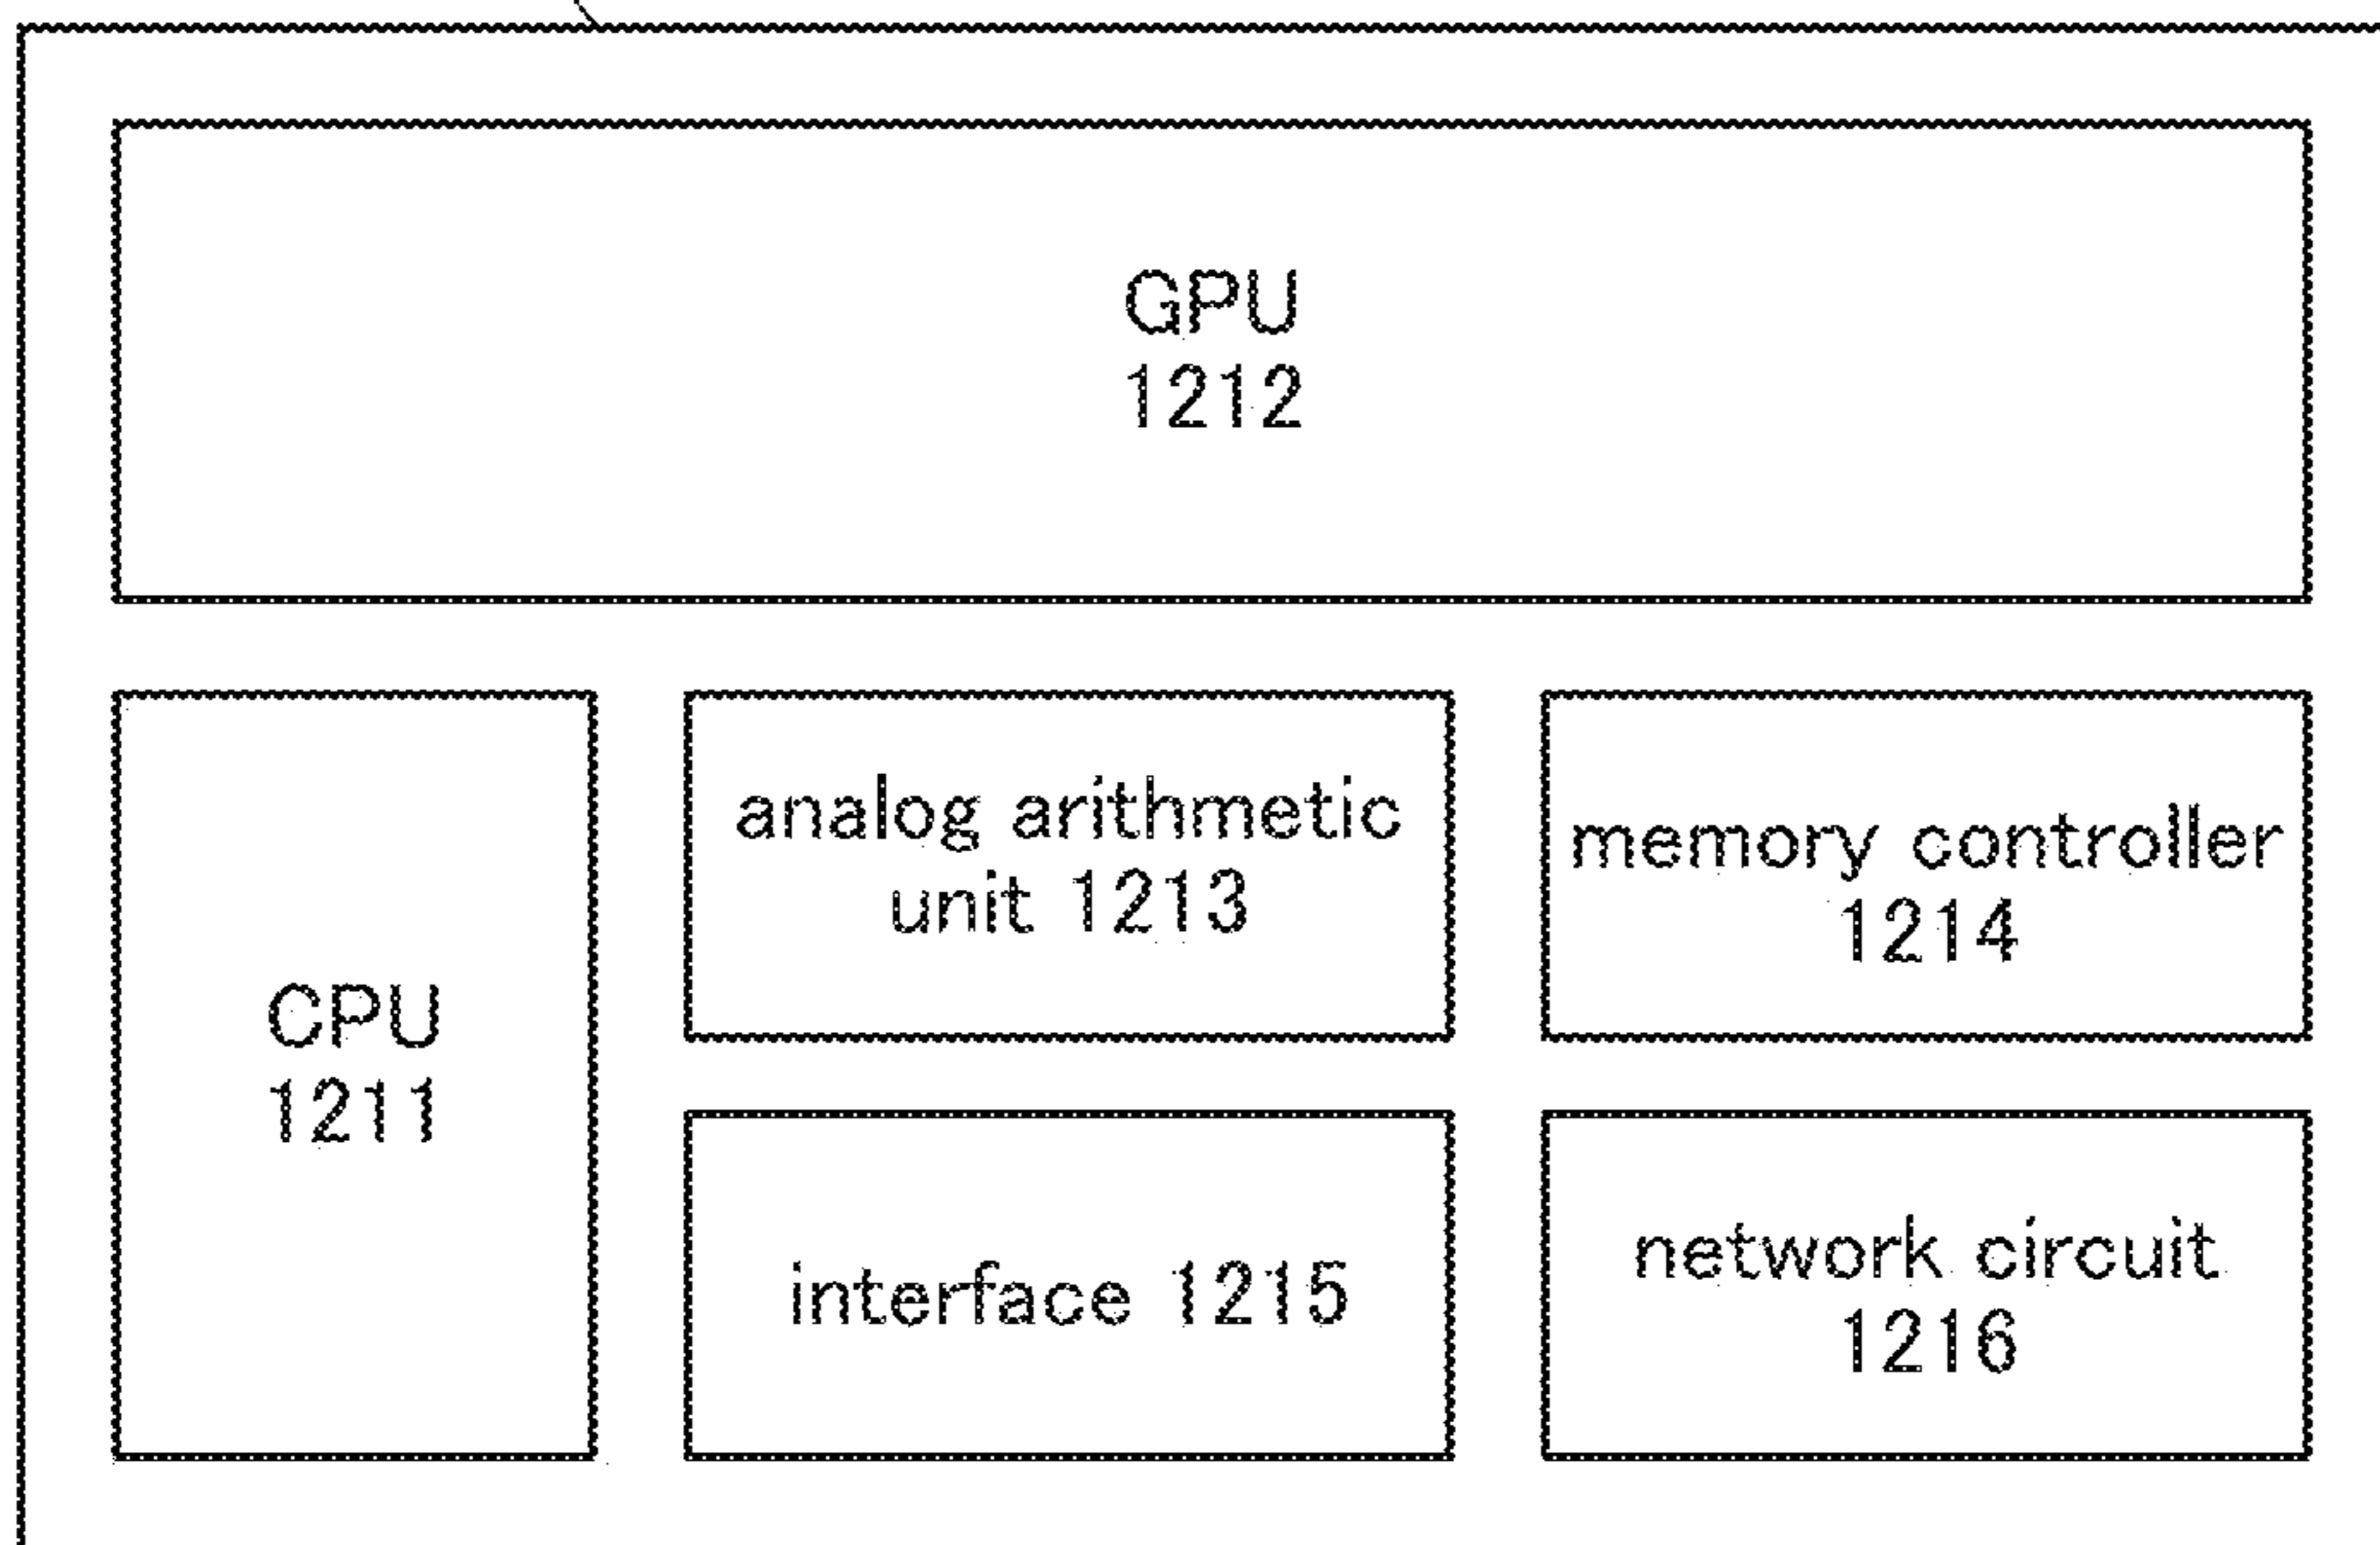 GPU
1212
CPU
1211
analog arithmetic
unit 1213
memory controller
1214
interface 1215
network circuit
1216